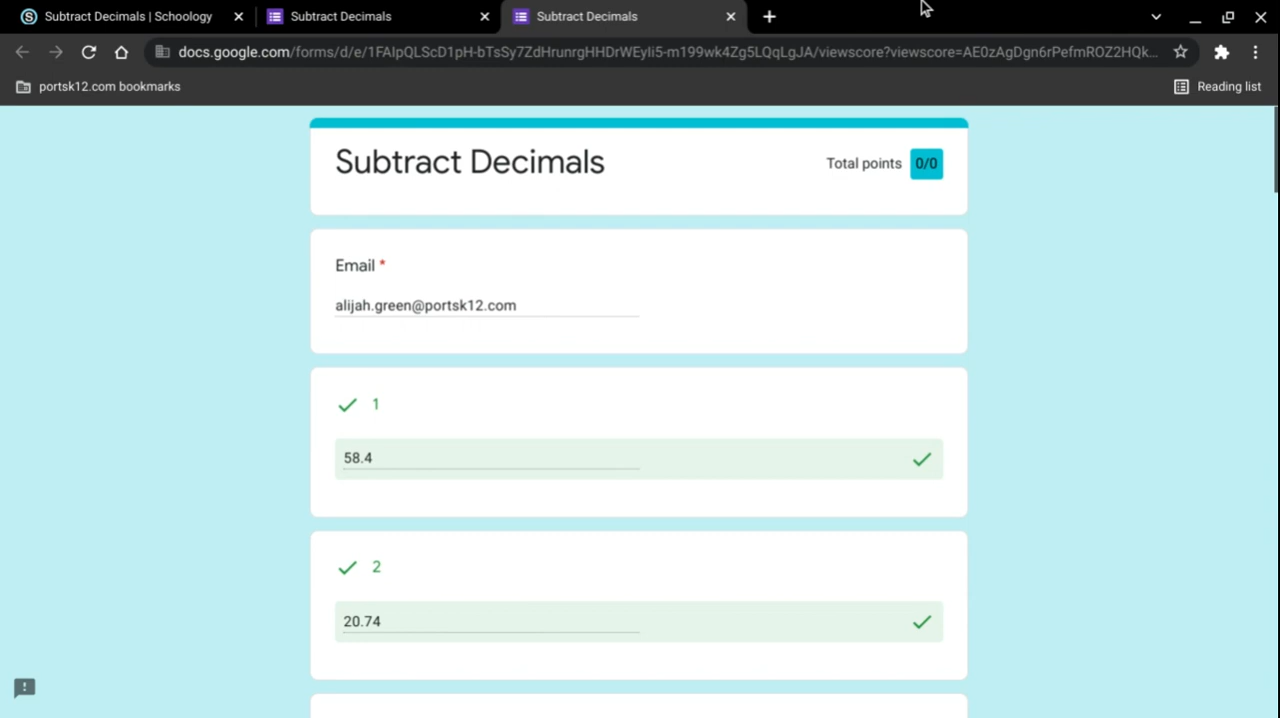 Subtract Decimals | Schoology
Subtract Decimals
Subtract Decimals
docs.google.com/forms/d/e/1FAIpQLScD1pH-bTsSy7ZdHrunrgHHDrWEyIi5-m199wk4Zg5LQqLgJA/viewscore?viewscore=AE0zAgDgn6rPefmROZ2HQk...
portsk12.com bookmarks
Reading list
Subtract Decimals
Total points 0/0
Email *
alijah.green@portsk12.com
1
58.4
2
20.74